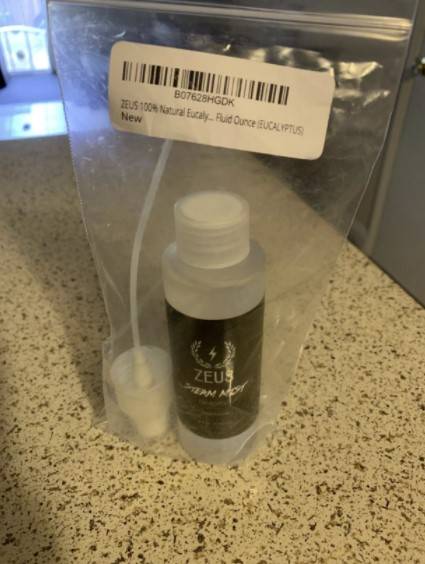 B07628HGDK
ZEUS 100% Natural Eucaly... Fluid Ounce (EUCALYPTUS)
New
ZEUS
STEAM MIST